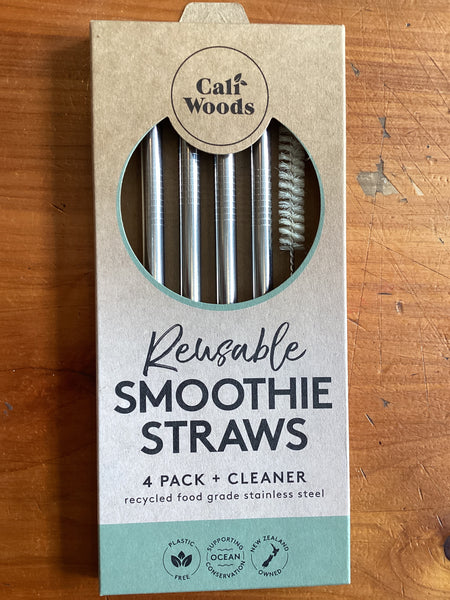 Cali
Woods
Reusable
SMOOTHIE
STRAWS
4 PACK + CLEANER
recycled food grade stainless steel
PLASTIC
FREE
SUPPORTING
OCEAN
CONSERVATION
NEW ZEALAND
OWNED